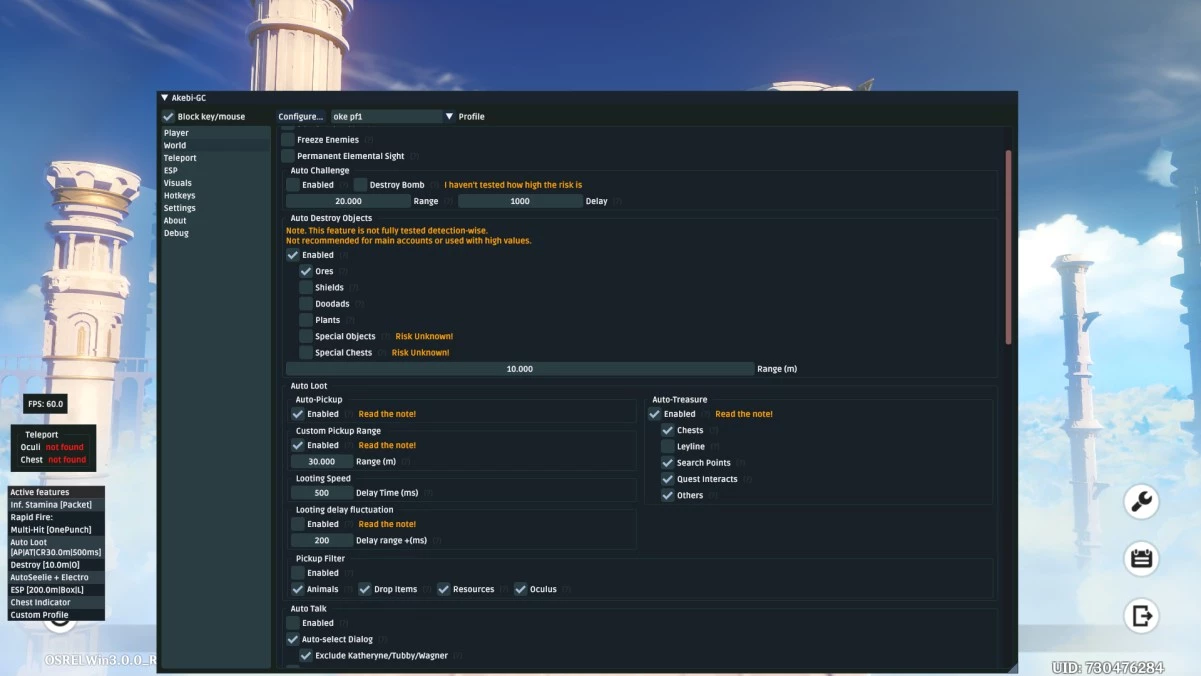 Akebi-GC
Block key/mouse
Player
World
Teleport
ESP
Visuals
Hotkeys
Settings
About
Debug
Configure... oke pf1 Profile
Freeze Enemies (?)
Permanent Elemental Sight (?)
Auto Challenge
Enabled (?) Destroy Bomb (?) I haven't tested how high the risk is
20.000 Range (?) 1000 Delay (?)
Auto Destroy Objects
Note. This feature is not fully tested detection-wise.
Not recommended for main accounts or used with high values.
Enabled (?)
Ores (?)
Shields (?)
Doodads (?)
Plants (?)
Special Objects (?) Risk Unknown!
Special Chests (?) Risk Unknown!
10.000 Range (m)
Auto Loot
Auto-Pickup
Enabled (?) Read the note!
Custom Pickup Range
Enabled (?) Read the note!
30.000 Range (m) (?)
Looting Speed
500 Delay Time (ms) (?)
Looting delay fluctuation
Enabled (?) Read the note!
200 Delay range +(ms) (?)
Auto-Treasure
Enabled (?) Read the note!
Chests (?)
Leyline (?)
Search Points (?)
Quest Interacts (?)
Others (?)
Pickup Filter
Enabled (?)
Animals (?) Drop Items (?) Resources (?) Oculus (?)
Auto Talk
Enabled (?)
Auto-select Dialog (?)
Exclude Katheryne/Tubby/Wagner (?)
FPS: 60.0
Teleport
Oculi not found
Chest not found
Active features
Inf. Stamina [Packet]
Rapid Fire:
Multi-Hit [OnePunch]
Auto Loot
[AP|AT|CR30.0m|500ms]
Destroy [10.0m|O]
AutoSeelie + Electro
ESP [200.0m|Box|L]
Chest Indicator
Custom Profile
OSRELWin3.0.0_R
UID: 730476284